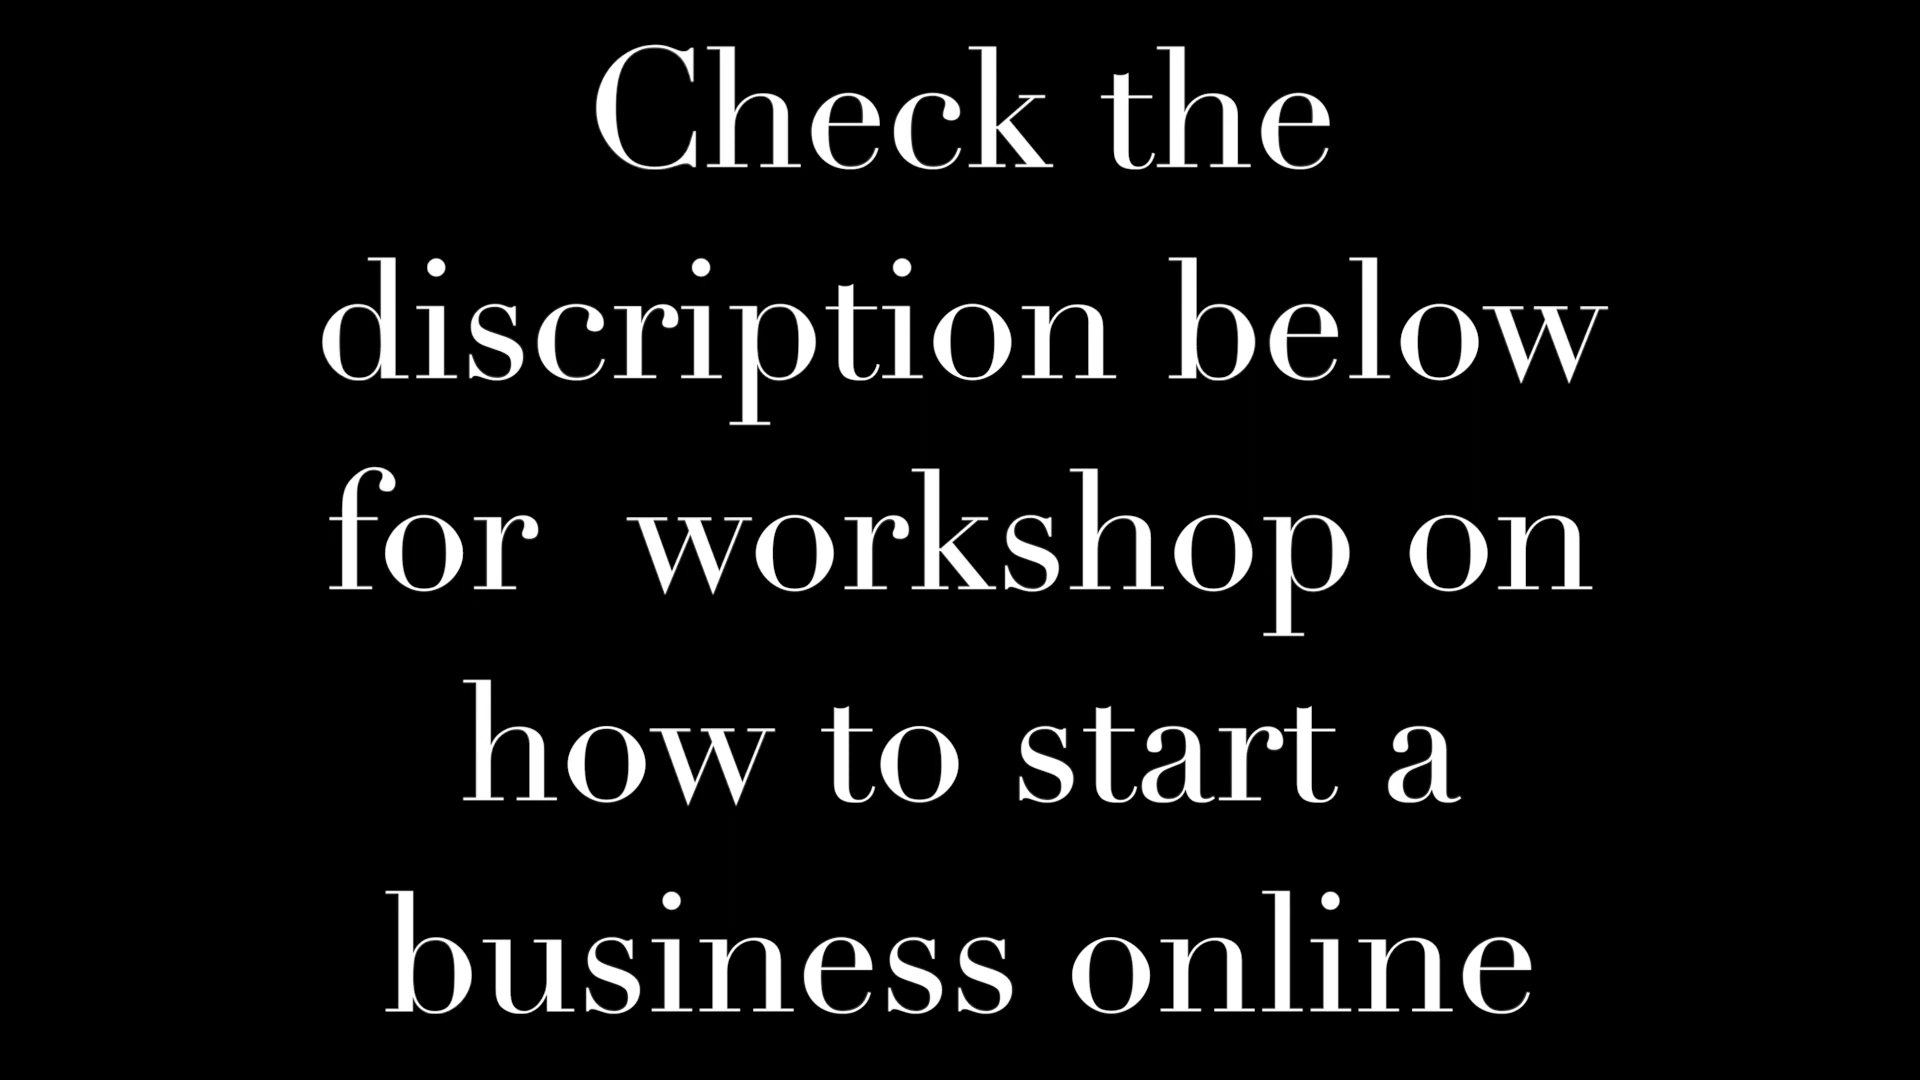 Check the
discription below
for  workshop on
how to start a
business online